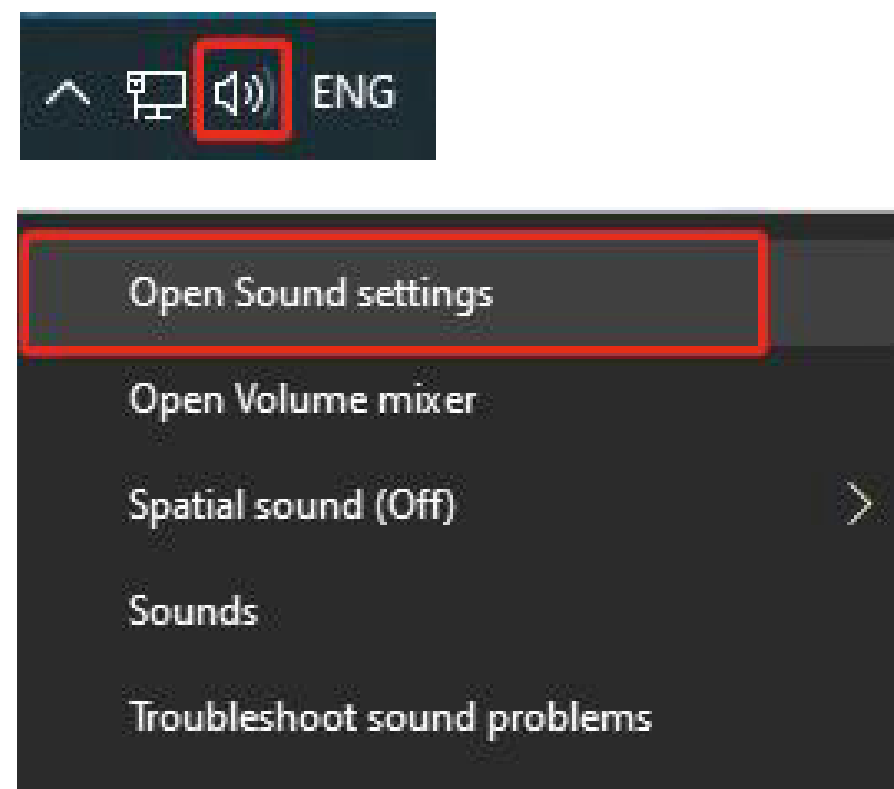 ENG
Open Sound settings
Open Volume mixer
Spatial sound (Off)
Sounds
Troubleshoot sound problems